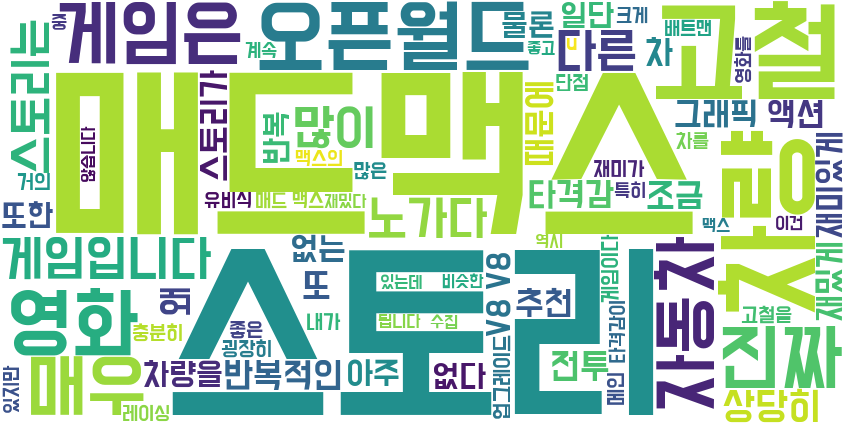 매드맥스
스토리
게임은
오픈월드
물론
좋고
일단
크게
다른
차
배트맨
영화를
고철
중
계속
스토리도
않습니다
스토리가
반복
많이
맥스의
많은
때문에
단점
그래픽
액션
차를
거의
유비식
매드 맥스
재밌다
노가다
타격감
재미가
특히
조금
차량
재미있게
또한
게임입니다
없는
또
역시
맥스
이건
영화
충분히
매우
있지만
레이싱
차량을
좋은
굉장히
반복적인
내가
아주
있는데
비슷한
됩니다
수집
없다
V8 V8
업그레이드
추천
전투
게임이다
타격감이
메인
자동차
재밌게
고철을
진짜
상당히